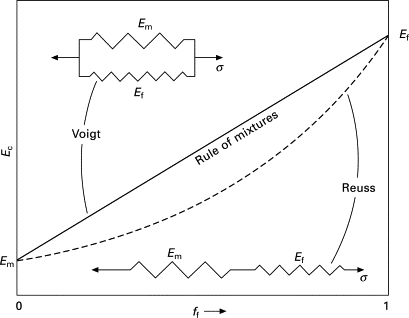 E_m
E_f
σ
E_f
Voigt
Rule of mixtures
E_c
Reuss
E_m
E_m
E_f
σ
0
f_f
1